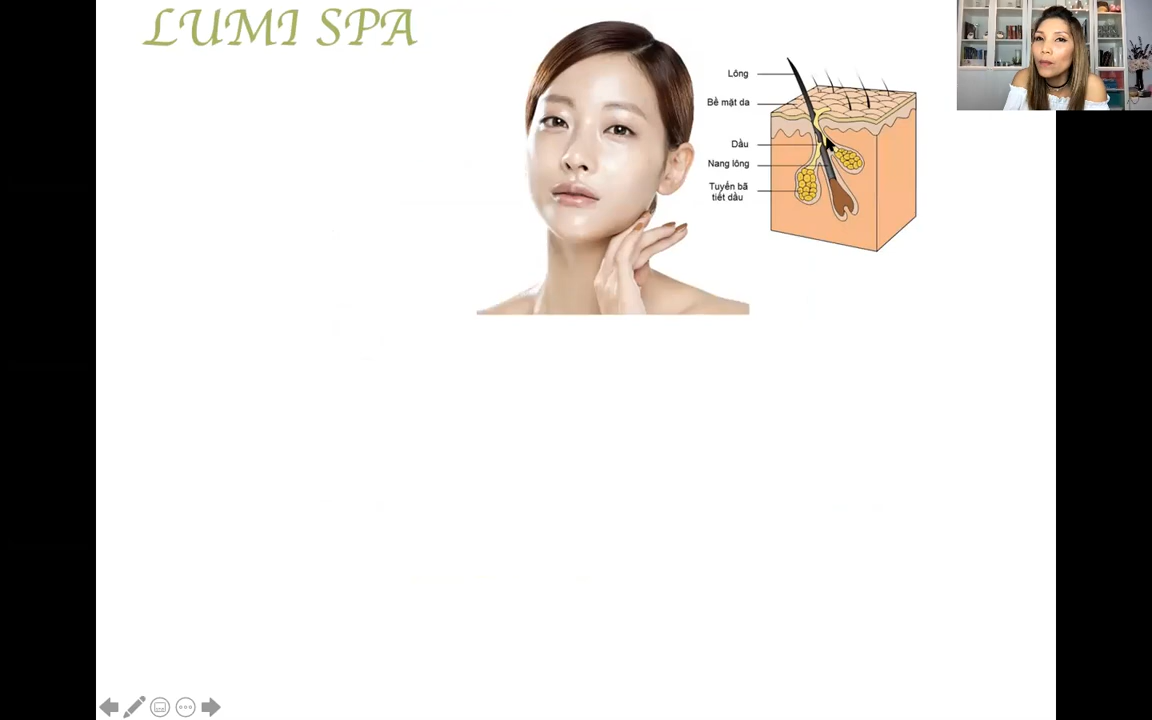 LUMI SPA
Lông
Bề mặt da
Dầu
Nang lông
Tuyến bã
tiết dầu